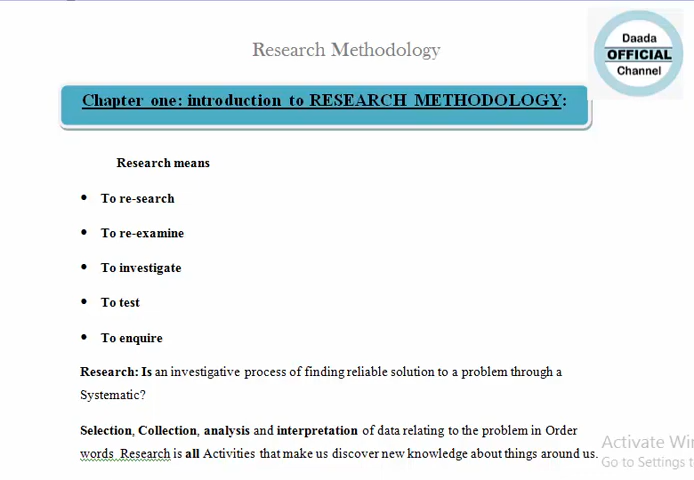 Daada
OFFICIAL
Channel
Research Methodology
Chapter one: introduction to RESEARCH METHODOLOGY:
Research means
• To re-search
• To re-examine
• To investigate
• To test
• To enquire
Research: Is an investigative process of finding reliable solution to a problem through a
Systematic?
Selection, Collection, analysis and interpretation of data relating to the problem in Order
words Research is all Activities that make us discover new knowledge about things around us.
Activate
Go to Settings